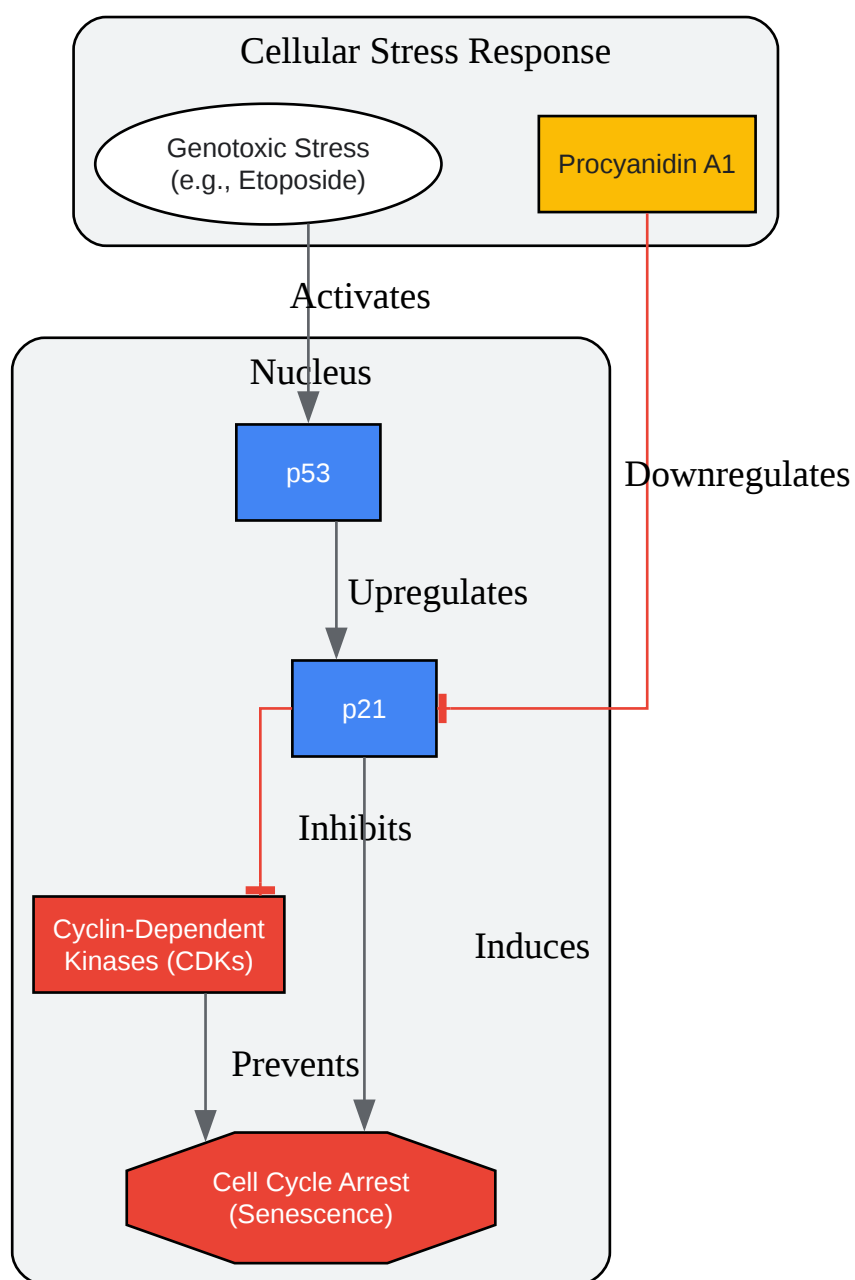 Cellular Stress Response
Genotoxic Stress
(e.g., Etoposide)
Procyanidin A1
Activates
Nucleus
p53
Downregulates
Upregulates
p21
Inhibits
Cyclin-Dependent
Kinases (CDKs)
Induces
Prevents
Cell Cycle Arrest
(Senescence)